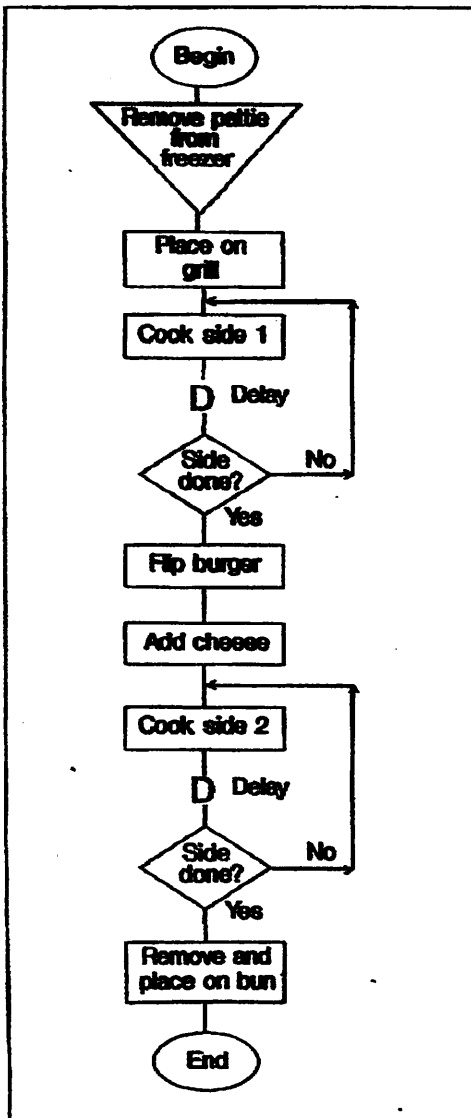 Begin
Remove pattie
from
freezer
Place on
grill
Cook side 1
D Delay
Side
done?
No
Yes
Flip burger
Add cheese
Cook side 2
D Delay
Side
done?
No
Yes
Remove and
place on bun
End